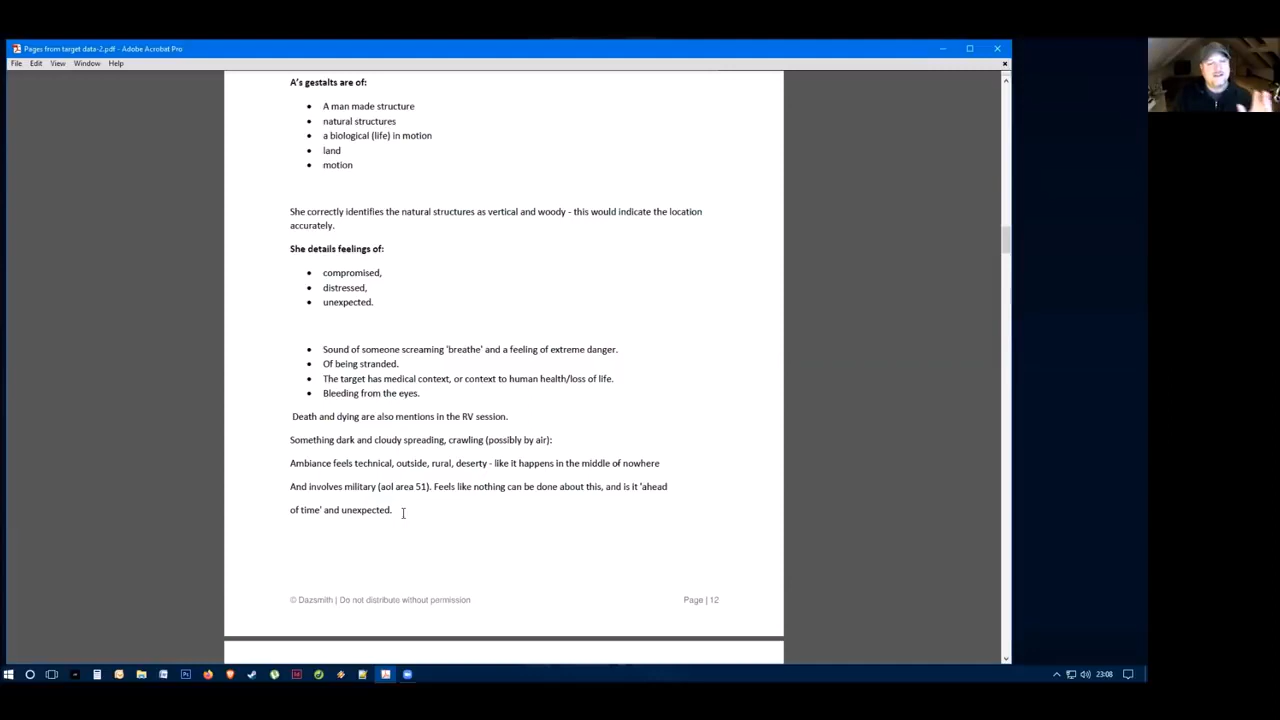 Pages from target data-2.pdf - Adobe Acrobat Pro
File Edit View Window Help
A's gestalts are of:
• A man made structure
• natural structures
• a biological (life) in motion
• land
• motion
She correctly identifies the natural structures as vertical and woody - this would indicate the location
accurately.
She details feelings of:
• compromised,
• distressed,
• unexpected.
• Sound of someone screaming 'breathe' and a feeling of extreme danger.
• Of being stranded.
• The target has medical context, or context to human health/loss of life.
• Bleeding from the eyes.
Death and dying are also mentions in the RV session.
Something dark and cloudy spreading, crawling (possibly by air):
Ambiance feels technical, outside, rural, deserty - like it happens in the middle of nowhere
And involves military (aol area 51). Feels like nothing can be done about this, and is it 'ahead
of time' and unexpected.
© Dazsmith | Do not distribute without permission Page | 12
23:08